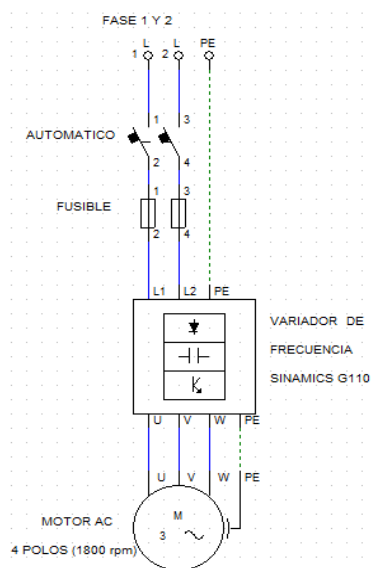 FASE 1 Y 2
L L PE
1 2
1 3
AUTOMATICO
2 4
1 3
FUSIBLE
2 4
L1 L2 PE
VARIADOR DE
FRECUENCIA
SINAMICS G110
U V W PE
U V W PE
M
MOTOR AC
3
4 POLOS (1800 rpm)